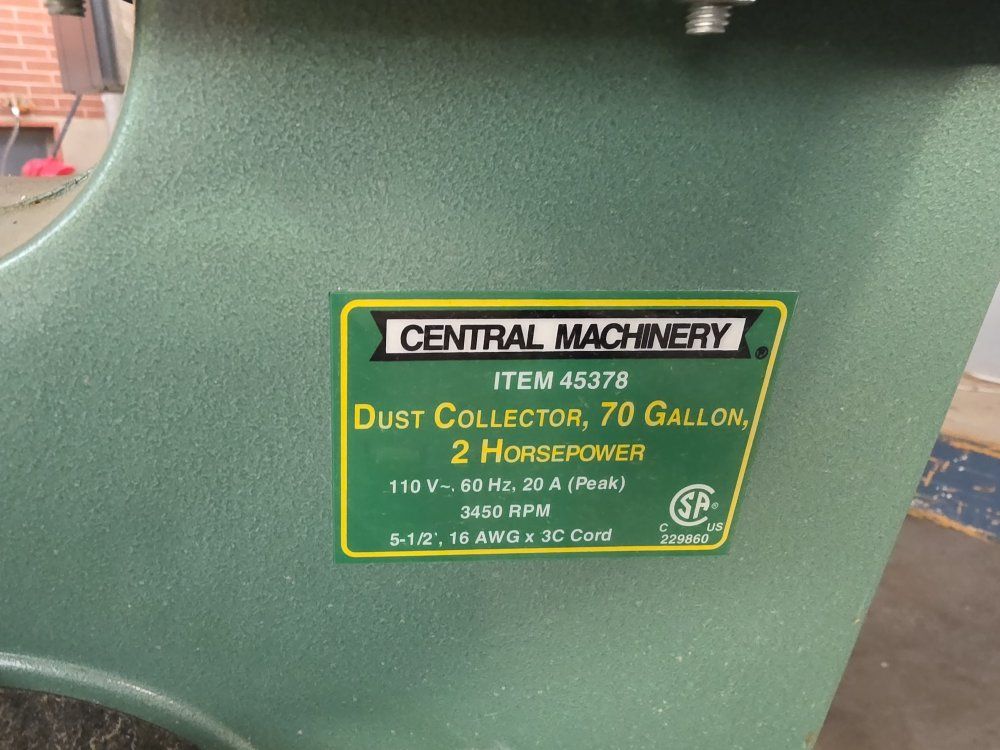 CENTRAL MACHINERY®
ITEM 45378
DUST COLLECTOR, 70 GALLON,
2 HORSEPOWER
110 V~, 60 Hz, 20 A (Peak)
3450 RPM
5-1/2', 16 AWG x 3C Cord
SA®
C US
229860